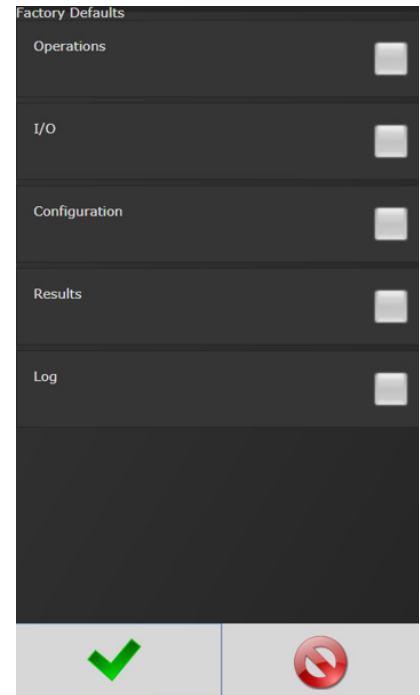 Factory Defaults
Operations
I/O
Configuration
Results
Log